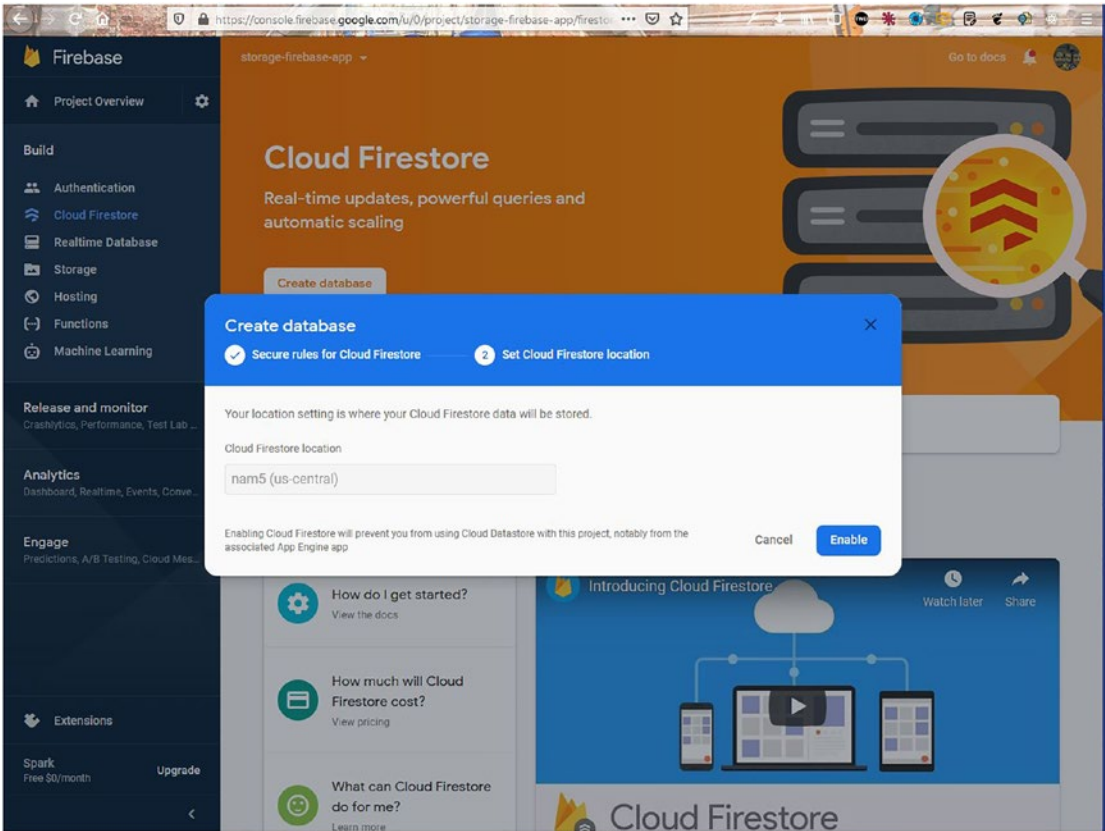 https://console.firebase.google.com/u/0/project/storage-firebase-app/firesto
Firebase
storage-firebase-app
Go to docs
Project Overview
Build
Authentication
Cloud Firestore
Realtime Database
Storage
Hosting
Functions
Machine Learning
Release and monitor
Crashlytics, Performance, Test Lab ...
Analytics
Dashboard, Realtime, Events, Conve...
Engage
Predictions, A/B Testing, Cloud Mes...
Extensions
Spark
Free $0/month
Upgrade
Cloud Firestore
Real-time updates, powerful queries and
automatic scaling
Create database
Create database
Secure rules for Cloud Firestore
2 Set Cloud Firestore location
Your location setting is where your Cloud Firestore data will be stored.
Cloud Firestore location
nam5 (us-central)
Enabling Cloud Firestore will prevent you from using Cloud Datastore with this project, notably from the
associated App Engine app
Cancel
Enable
How do I get started?
View the docs
How much will Cloud
Firestore cost?
View pricing
What can Cloud Firestore
do for me?
Learn more
Introducing Cloud Firestore
Watch later
Share
Cloud Firestore